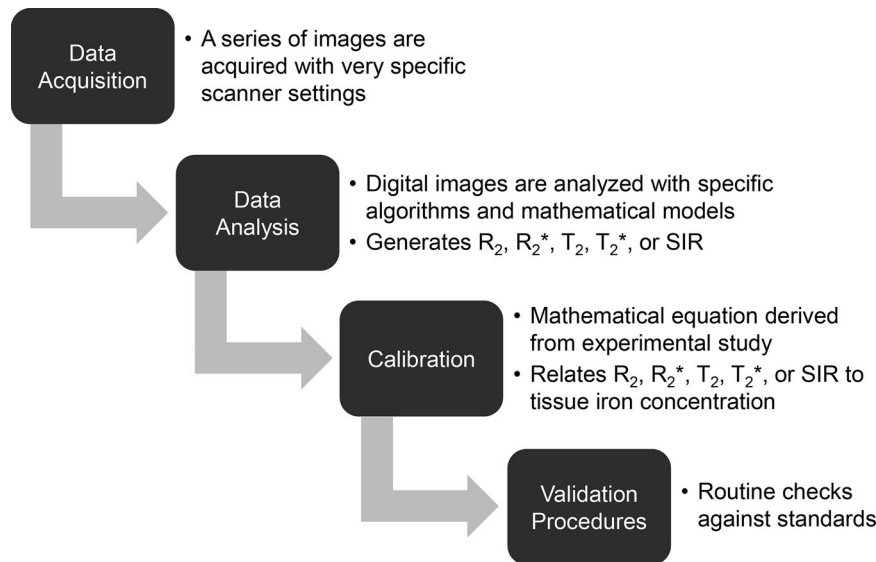 Data
Acquisition
• A series of images are
acquired with very specific
scanner settings
Data
Analysis
• Digital images are analyzed with specific
algorithms and mathematical models
• Generates R₂, R₂*, T₂, T₂*, or SIR
Calibration
• Mathematical equation derived
from experimental study
• Relates R₂, R₂*, T₂, T₂*, or SIR to
tissue iron concentration
Validation
Procedures
• Routine checks
against standards